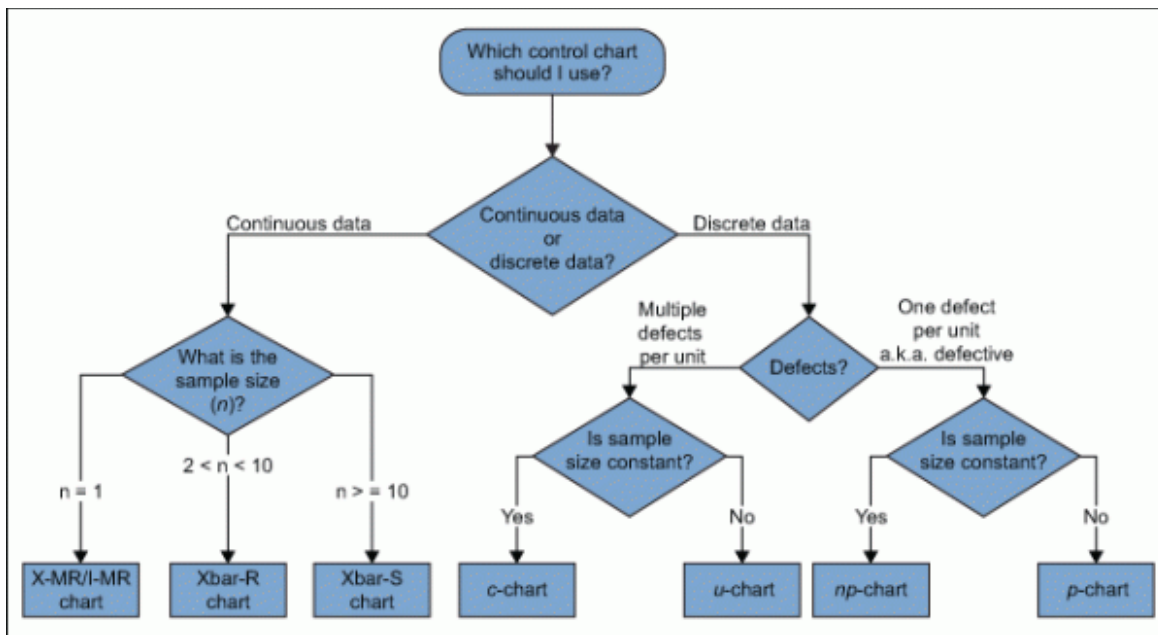 Which control chart
should I use?
Continuous data
or
discrete data?
Continuous data
Discrete data
What is the
sample size
(n)?
n = 1
2 < n < 10
n > = 10
X-MR/I-MR
chart
Xbar-R
chart
Xbar-S
chart
Defects?
Multiple
defects
per unit
One defect
per unit
a.k.a. defective
Is sample
size constant?
Yes
No
c-chart
u-chart
Is sample
size constant?
Yes
No
np-chart
p-chart